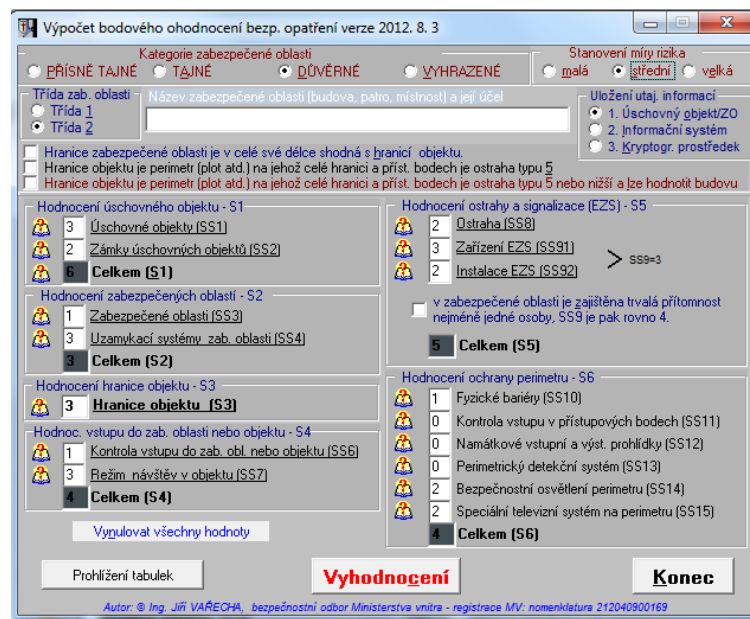 Výpočet bodového ohodnocení bezp. opatření verze 2012. 8. 3
Kategorie zabezpečené oblasti
PŘÍSNĚ TAJNÉ TAJNÉ DŮVĚRNÉ VYHRAZENÉ
Stanovení míry rizika
malá střední velká
Třída zab. oblasti
Třída 1
Třída 2
Název zabezpečené oblasti (budova, patro, místnost) a její účel
Uložení utaj. informací
1. Úschovný objekt/ZO
2. Informační systém
3. Kryptogr. prostředek
Hranice zabezpečené oblasti je v celé své délce shodná s hranicí objektu.
Hranice objektu je perimetr (plot atd.) na jehož celé hranici a příst. bodech je ostraha typu 5
Hranice objektu je perimetr (plot atd.) na jehož celé hranici a příst. bodech je ostraha typu 5 nebo nižší a lze hodnotit budovu
Hodnocení úschovného objektu - S1
3 Úschovné objekty (SS1)
2 Zámky úschovných objektů (SS2)
6 Celkem (S1)
Hodnocení zabezpečených oblastí - S2
1 Zabezpečené oblasti (SS3)
3 Uzamykací systémy zab. oblasti (SS4)
3 Celkem (S2)
Hodnocení hranice objektu - S3
3 Hranice objektu (S3)
Hodnoc. vstupu do zab. oblasti nebo objektu - S4
1 Kontrola vstupu do zab. obl. nebo objektu (SS6)
3 Režim návštěv v objektu (SS7)
4 Celkem (S4)
Vynulovat všechny hodnoty
Hodnocení ostrahy a signalizace (EZS) - S5
2 Ostraha (SS8)
3 Zařízení EZS (SS91)
2 Instalace EZS (SS92)
> SS9=3
v zabezpečené oblasti je zajištěna trvalá přítomnost
nejméně jedné osoby, SS9 je pak rovno 4.
5 Celkem (S5)
Hodnocení ochrany perimetru - S6
1 Fyzické bariéry (SS10)
0 Kontrola vstupu v přístupových bodech (SS11)
0 Namátkové vstupní a výst. prohlídky (SS12)
0 Perimetrický detekční systém (SS13)
2 Bezpečnostní osvětlení perimetru (SS14)
2 Speciální televizní systém na perimetru (SS15)
4 Celkem (S6)
Prohlížení tabulek
Vyhodnocení
Konec
Autor: © Ing. Jiří VAŘECHA, bezpečnostní odbor Ministerstva vnitra - registrace MV: nomenklatura 212040900169